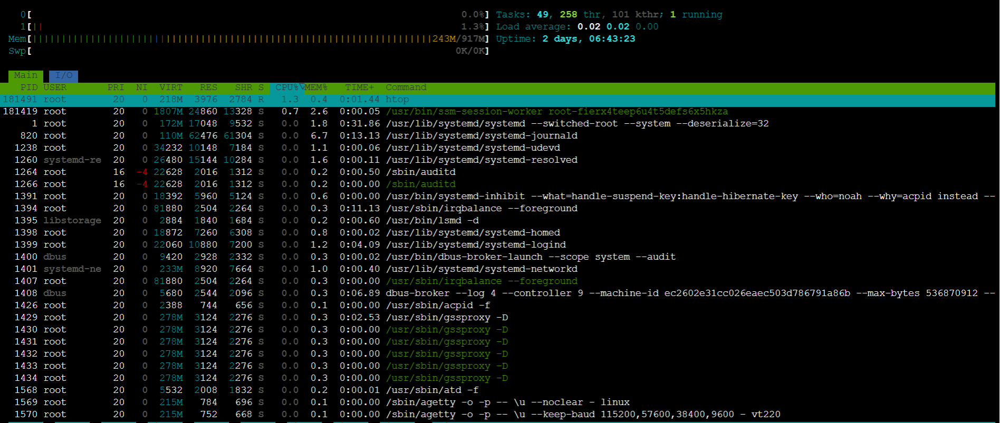 0[ 0.0%] Tasks: 49, 258 thr, 101 kthr; 1 running
1[|| 1.3%] Load average: 0.02 0.02 0.00
Mem[||||||||||||||||||||||||||||||||||||||||||||||||||||||||||||||||||||||243M/917M] Uptime: 2 days, 06:43:23
Swp[ 0K/0K]
Main I/O
PID USER PRI NI VIRT RES SHR S CPU%▽MEM% TIME+ Command
181491 root 20 0 218M 3976 2784 R 1.3 0.4 0:01.44 htop
181419 root 20 0 1807M 24860 13328 S 0.7 2.6 0:00.05 /usr/bin/ssm-session-worker root-fierx4teep6u4t5defs6x5hkza
1 root 20 0 172M 17048 9532 S 0.0 1.8 0:31.86 /usr/lib/systemd/systemd --switched-root --system --deserialize=32
820 root 20 0 110M 62476 61304 S 0.0 6.7 0:13.13 /usr/lib/systemd/systemd-journald
1238 root 20 0 34232 10148 7184 S 0.0 1.1 0:00.06 /usr/lib/systemd/systemd-udevd
1260 systemd-re 20 0 26480 15144 10284 S 0.0 1.6 0:00.11 /usr/lib/systemd/systemd-resolved
1264 root 16 -4 22628 2016 1312 S 0.0 0.2 0:00.50 /sbin/auditd
1266 root 16 -4 22628 2016 1312 S 0.0 0.2 0:00.00 /sbin/auditd
1391 root 20 0 18392 5960 5124 S 0.0 0.6 0:00.00 /usr/bin/systemd-inhibit --what=handle-suspend-key:handle-hibernate-key --who=noah --why=acpid instead --
1394 root 20 0 81880 2504 2264 S 0.0 0.3 0:11.13 /usr/sbin/irqbalance --foreground
1395 libstorage 20 0 2884 1840 1684 S 0.0 0.2 0:00.60 /usr/bin/lsmd -d
1398 root 20 0 18872 7260 6308 S 0.0 0.8 0:00.02 /usr/lib/systemd/systemd-homed
1399 root 20 0 22060 10880 7200 S 0.0 1.2 0:04.09 /usr/lib/systemd/systemd-logind
1400 dbus 20 0 9420 2928 2332 S 0.0 0.3 0:00.02 /usr/bin/dbus-broker-launch --scope system --audit
1401 systemd-ne 20 0 233M 8920 7664 S 0.0 1.0 0:00.40 /usr/lib/systemd/systemd-networkd
1407 root 20 0 81880 2504 2264 S 0.0 0.3 0:00.00 /usr/sbin/irqbalance --foreground
1408 dbus 20 0 5680 2544 2096 S 0.0 0.3 0:06.89 dbus-broker --log 4 --controller 9 --machine-id ec2602e31cc026eaec503d786791a86b --max-bytes 536870912 --
1426 root 20 0 2388 744 656 S 0.0 0.1 0:00.00 /usr/sbin/acpid -f
1429 root 20 0 278M 3124 2276 S 0.0 0.3 0:02.53 /usr/sbin/gssproxy -D
1430 root 20 0 278M 3124 2276 S 0.0 0.3 0:00.00 /usr/sbin/gssproxy -D
1431 root 20 0 278M 3124 2276 S 0.0 0.3 0:00.00 /usr/sbin/gssproxy -D
1432 root 20 0 278M 3124 2276 S 0.0 0.3 0:00.00 /usr/sbin/gssproxy -D
1433 root 20 0 278M 3124 2276 S 0.0 0.3 0:00.00 /usr/sbin/gssproxy -D
1434 root 20 0 278M 3124 2276 S 0.0 0.3 0:00.00 /usr/sbin/gssproxy -D
1568 root 20 0 5532 2008 1832 S 0.0 0.2 0:00.01 /usr/sbin/atd -f
1569 root 20 0 215M 784 696 S 0.0 0.1 0:00.00 /sbin/agetty -o -p -- \u --noclear - linux
1570 root 20 0 215M 752 668 S 0.0 0.1 0:00.00 /sbin/agetty -o -p -- \u --keep-baud 115200,57600,38400,9600 - vt220